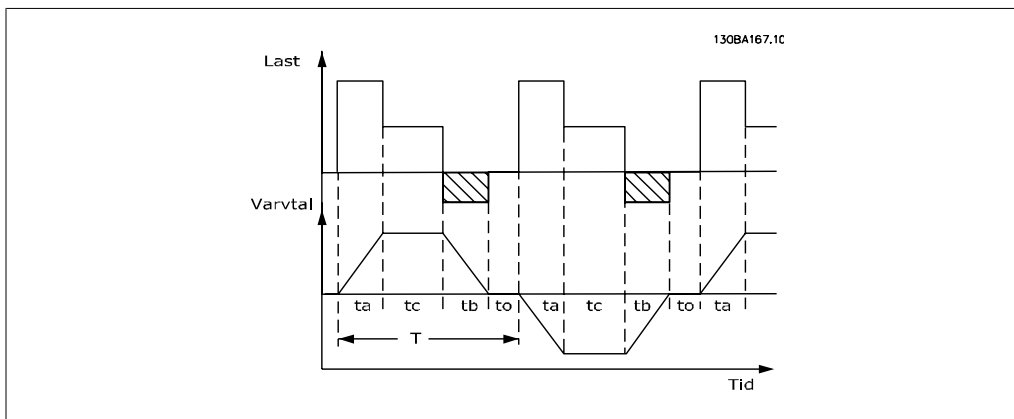 130BA167.10
Last
Varvtal
ta tc tb to ta tc tb to ta
T
Tid